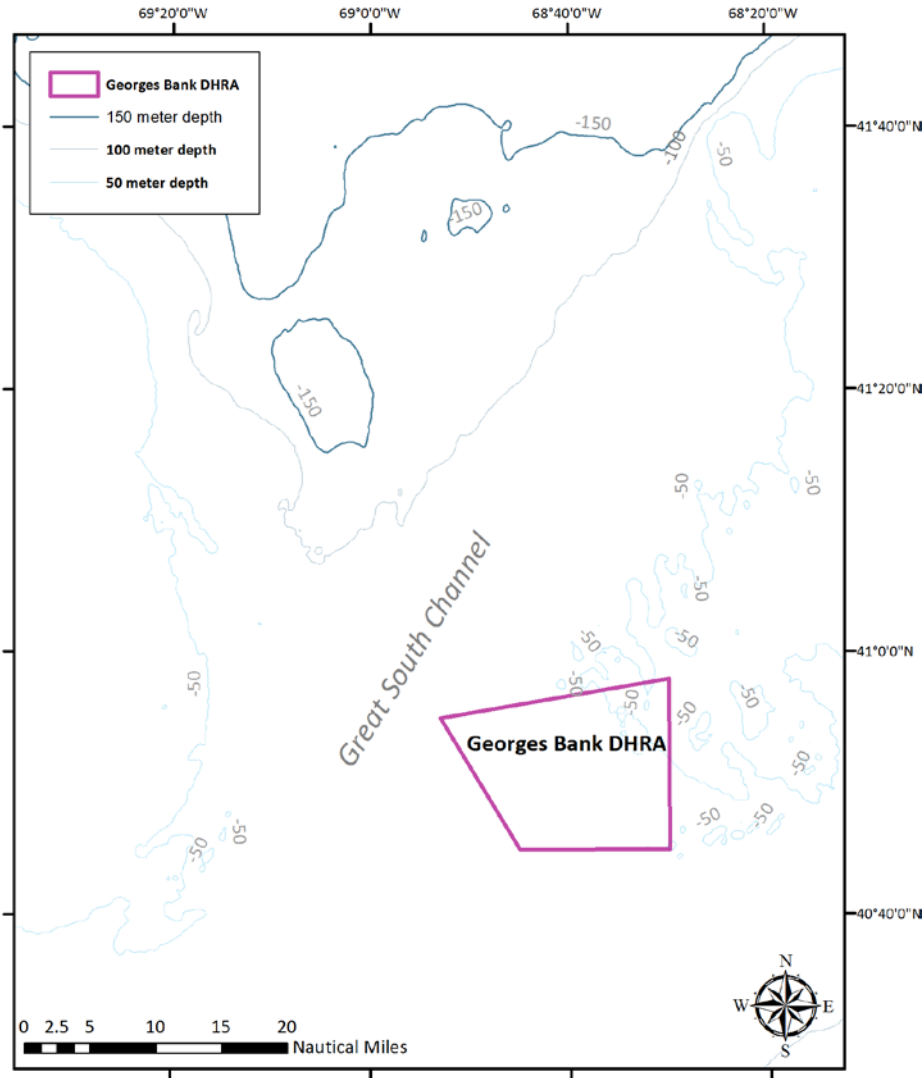 69°20'0"W 69°0'0"W 68°40'0"W 68°20'0"W
Georges Bank DHRA
150 meter depth
100 meter depth
50 meter depth
41°40'0"N
41°20'0"N
41°0'0"N
40°40'0"N
-150
-100
-50
-150
-150
-50
-50
-50
-50
-50
-50
-50
-50
-50
-50
-50
Great South Channel
Georges Bank DHRA
-50
-50
-50
-50
-50
N
W E
S
0 2.5 5 10 15 20
Nautical Miles